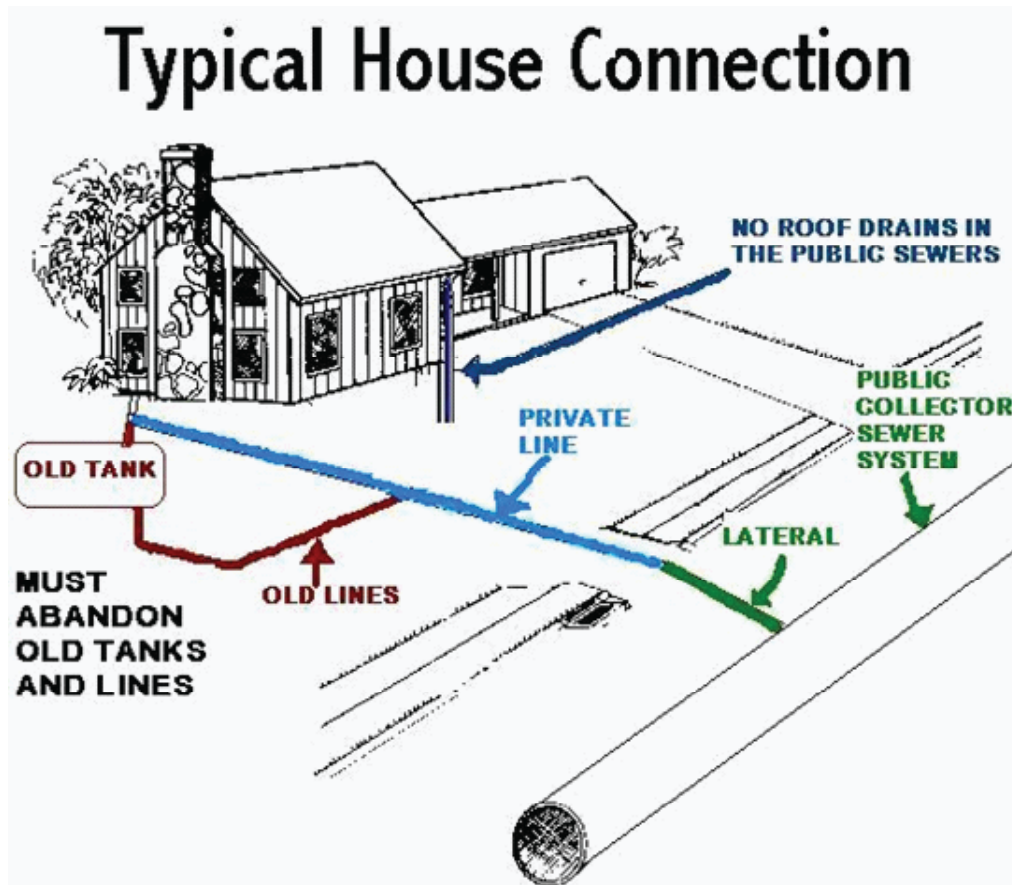 Typical House Connection
NO ROOF DRAINS IN
THE PUBLIC SEWERS
PUBLIC
COLLECTOR
SEWER
SYSTEM
PRIVATE
LINE
OLD TANK
LATERAL
OLD LINES
MUST
ABANDON
OLD TANKS
AND LINES